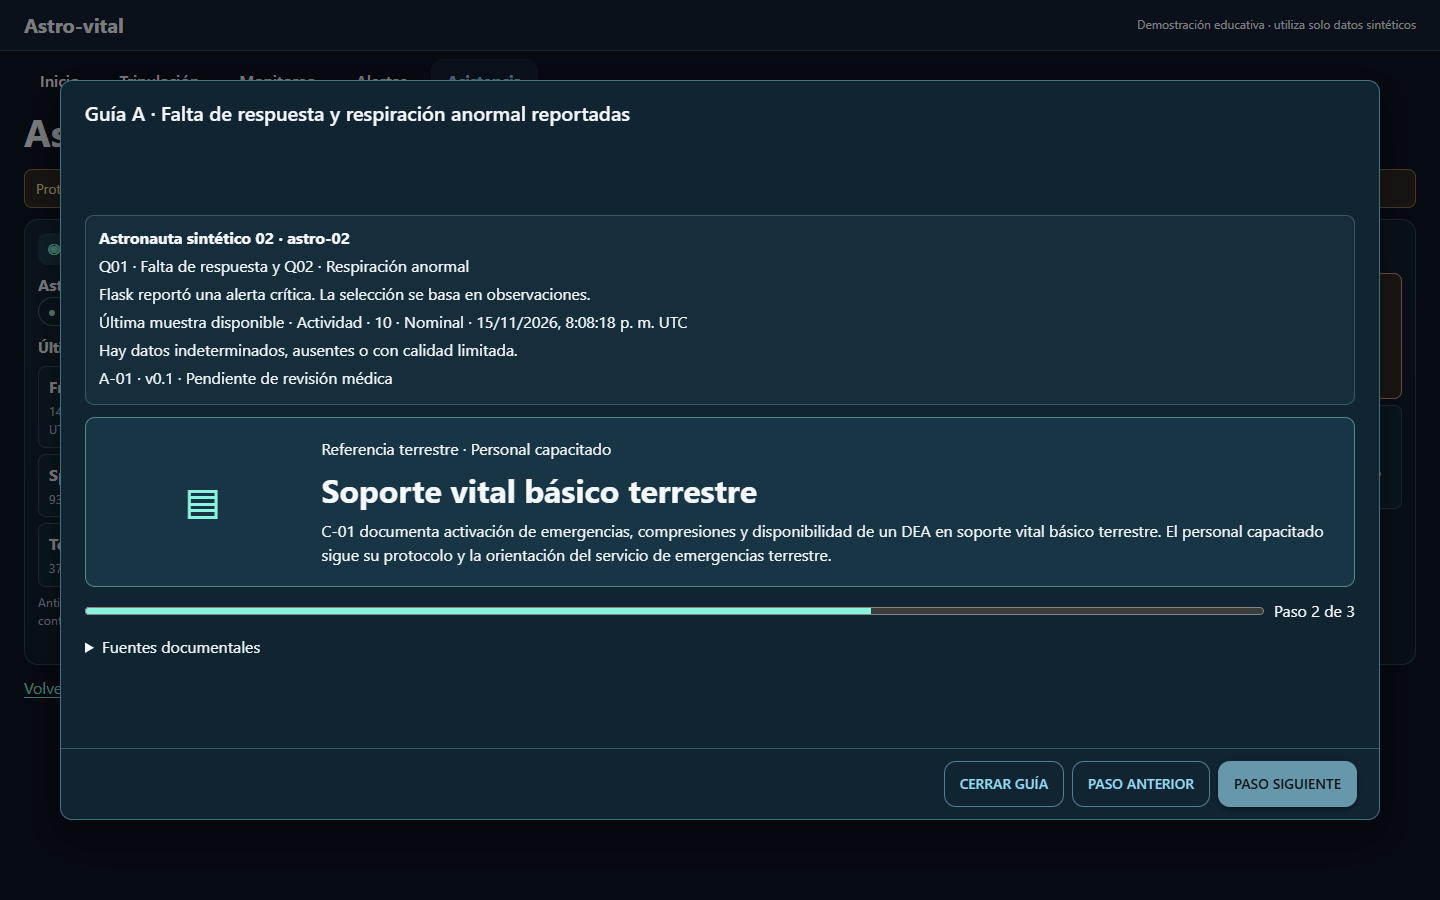 Astro-vital
Demostración educativa · utiliza solo datos sintéticos
Guía A · Falta de respuesta y respiración anormal reportadas
Astronauta sintético 02 · astro-02
Q01 · Falta de respuesta y Q02 · Respiración anormal
Flask reportó una alerta crítica. La selección se basa en observaciones.
Última muestra disponible · Actividad · 10 · Nominal · 15/11/2026, 8:08:18 p. m. UTC
Hay datos indeterminados, ausentes o con calidad limitada.
A-01 · v0.1 · Pendiente de revisión médica
Referencia terrestre · Personal capacitado
Soporte vital básico terrestre
C-01 documenta activación de emergencias, compresiones y disponibilidad de un DEA en soporte vital básico terrestre. El personal capacitado
sigue su protocolo y la orientación del servicio de emergencias terrestre.
Paso 2 de 3
Fuentes documentales
CERRAR GUÍA
PASO ANTERIOR
PASO SIGUIENTE